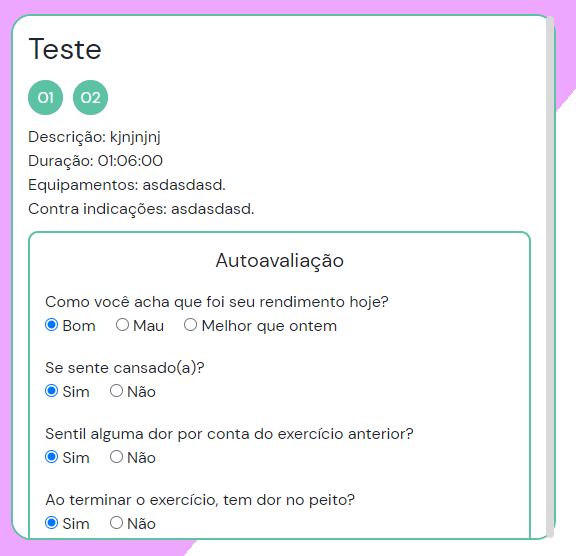 Teste
01 02
Descrição: kjnjnjnj
Duração: 01:06:00
Equipamentos: asdasdasd.
Contra indicações: asdasdasd.
Autoavaliação
Como você acha que foi seu rendimento hoje?
Bom Mau Melhor que ontem
Se sente cansado(a)?
Sim Não
Sentil alguma dor por conta do exercício anterior?
Sim Não
Ao terminar o exercício, tem dor no peito?
Sim Não